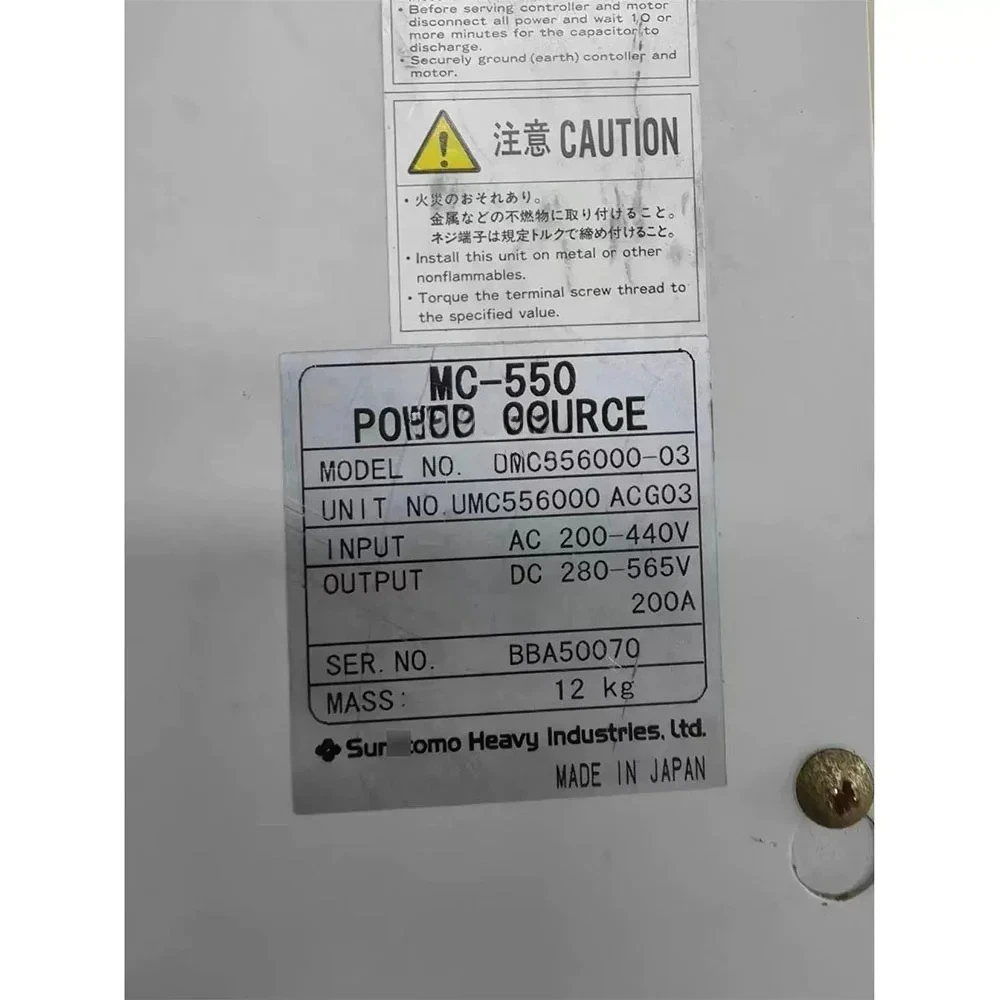 • Before serving controller and motor
disconnect all power and wait 10 or
more minutes for the capacitor to
discharge.
• Securely ground (earth) contoller and
motor.
注意 CAUTION
・火災のおそれあり。
金属などの不燃物に取り付けること。
ネジ端子は規定トルクで締め付けること。
• Install this unit on metal or other
nonflammables.
• Torque the terminal screw thread to
the specified value.
MC-550
MODEL NO. DMC556000-03
UNIT NO. UMC556000 ACG03
INPUT AC 200-440V
OUTPUT DC 280-565V
200A
SER. NO. BBA50070
MASS: 12 kg
Heavy Industries, Ltd.
MADE IN JAPAN